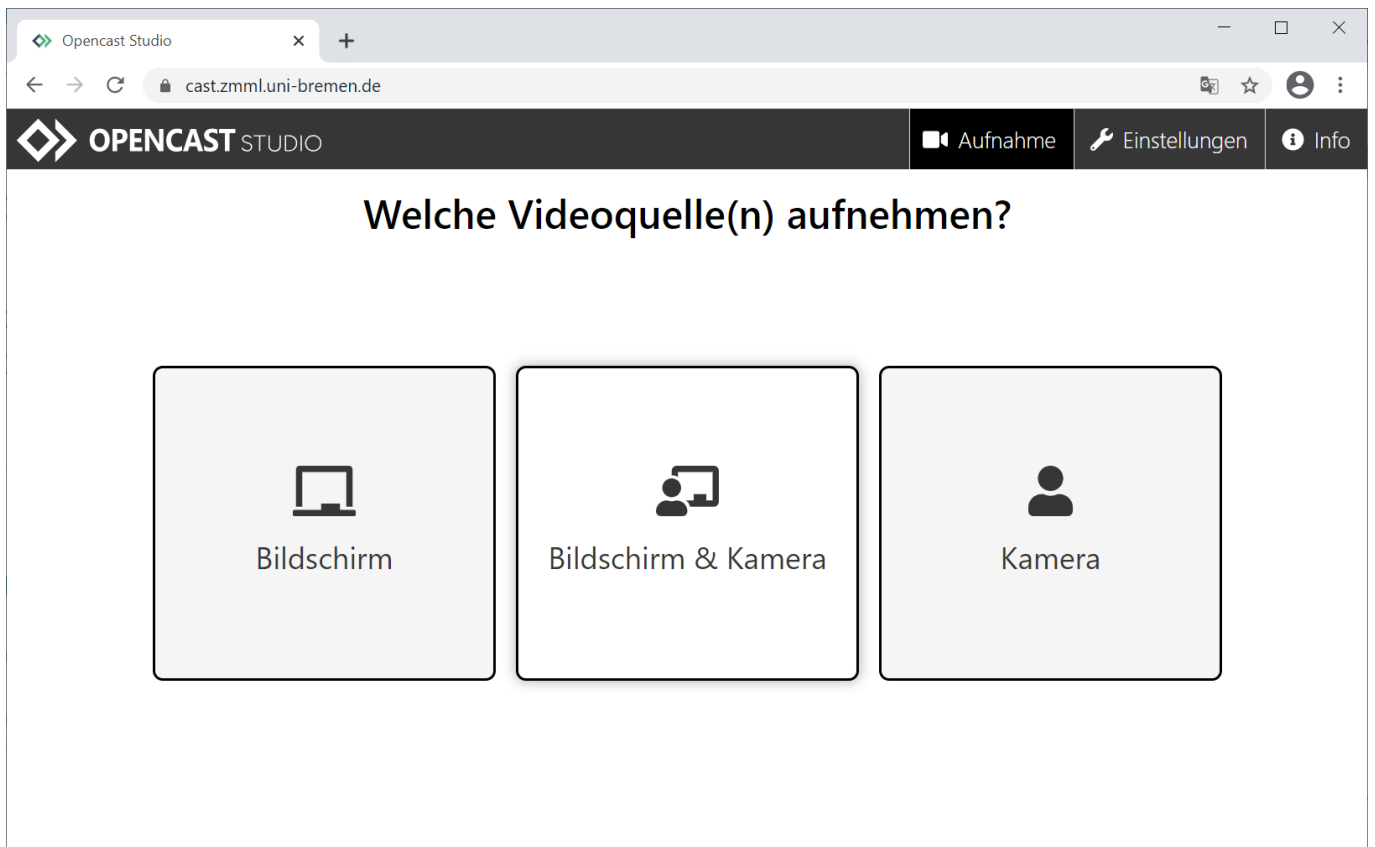 Opencast Studio
cast.zmml.uni-bremen.de
OPENCAST STUDIO
Aufnahme
Einstellungen
Info
Welche Videoquelle(n) aufnehmen?
Bildschirm
Bildschirm & Kamera
Kamera